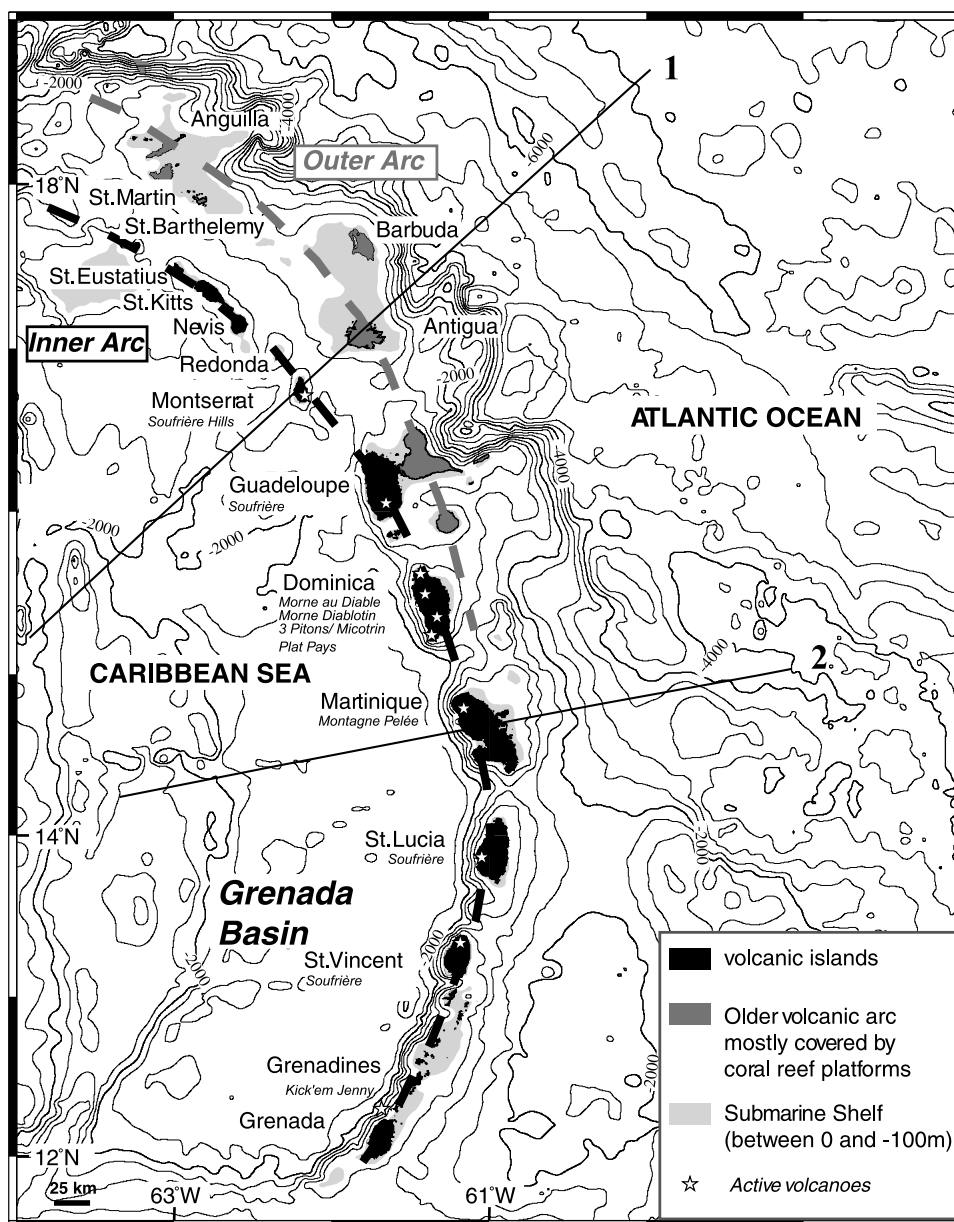 1
-2000
-4000
Anguilla
-6000
Outer Arc
18°N
St.Martin
St.Barthelemy
Barbuda
St.Eustatius
St.Kitts
Nevis
Antigua
Inner Arc
Redonda
-2000
Montserrat
Soufrière Hills
ATLANTIC OCEAN
-4000
Guadeloupe
Soufrière
-2000
-2000
Dominica
Morne au Diable
Morne Diablotin
3 Pitons/ Micotrin
Plat Pays
-4000
2
CARIBBEAN SEA
Martinique
Montagne Pelée
14°N
St.Lucia
Soufrière
-2000
Grenada
Basin
-2000
-2000
St.Vincent
Soufrière
Grenadines
Kick'em Jenny
Grenada
-2000
12°N
25 km
63°W
61°W
volcanic islands
Older volcanic arc
mostly covered by
coral reef platforms
Submarine Shelf
(between 0 and -100m)
Active volcanoes